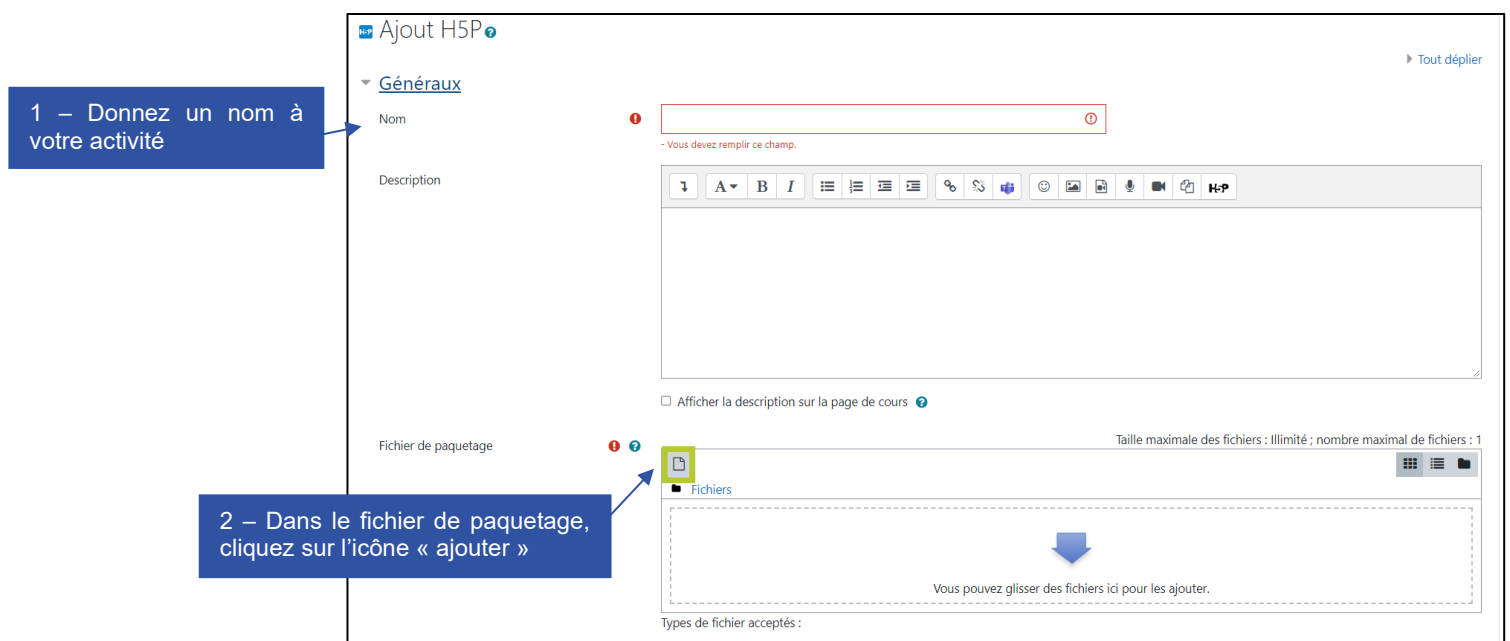 H-P Ajout H5P ?
Tout déplier
Généraux
1 – Donnez un nom à
votre activité
Nom
- Vous devez remplir ce champ.
Description
A B I H-P
Afficher la description sur la page de cours ?
Fichier de paquetage ! ?
Taille maximale des fichiers : Illimité ; nombre maximal de fichiers : 1
Fichiers
2 – Dans le fichier de paquetage,
cliquez sur l’icône « ajouter »
Vous pouvez glisser des fichiers ici pour les ajouter.
Types de fichier acceptés :